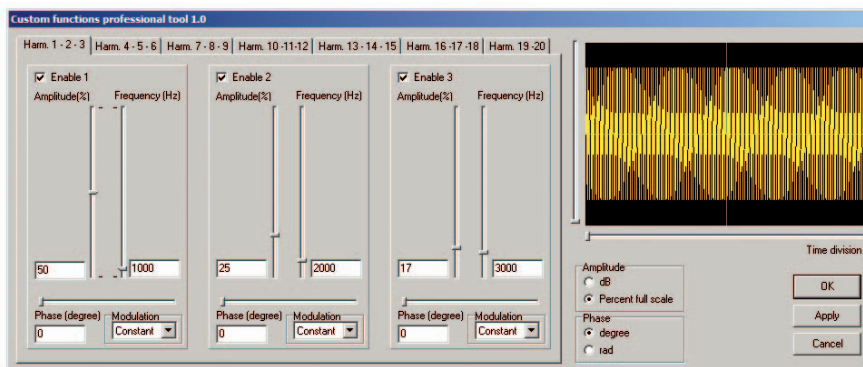 Custom functions professional tool 1.0
Harm. 1 - 2 - 3 Harm. 4 - 5 - 6 Harm. 7 - 8 - 9 Harm. 10 -11-12 Harm. 13 - 14 - 15 Harm. 16 -17 -18 Harm. 19 -20
Enable 1
Amplitude(%) Frequency (Hz)
50 1000
Phase (degree) Modulation
0 Constant
Enable 2
Amplitude(%) Frequency (Hz)
25 2000
Phase (degree) Modulation
0 Constant
Enable 3
Amplitude(%) Frequency (Hz)
17 3000
Phase (degree) Modulation
0 Constant
Time division
Amplitude
dB
Percent full scale
Phase
degree
rad
OK
Apply
Cancel